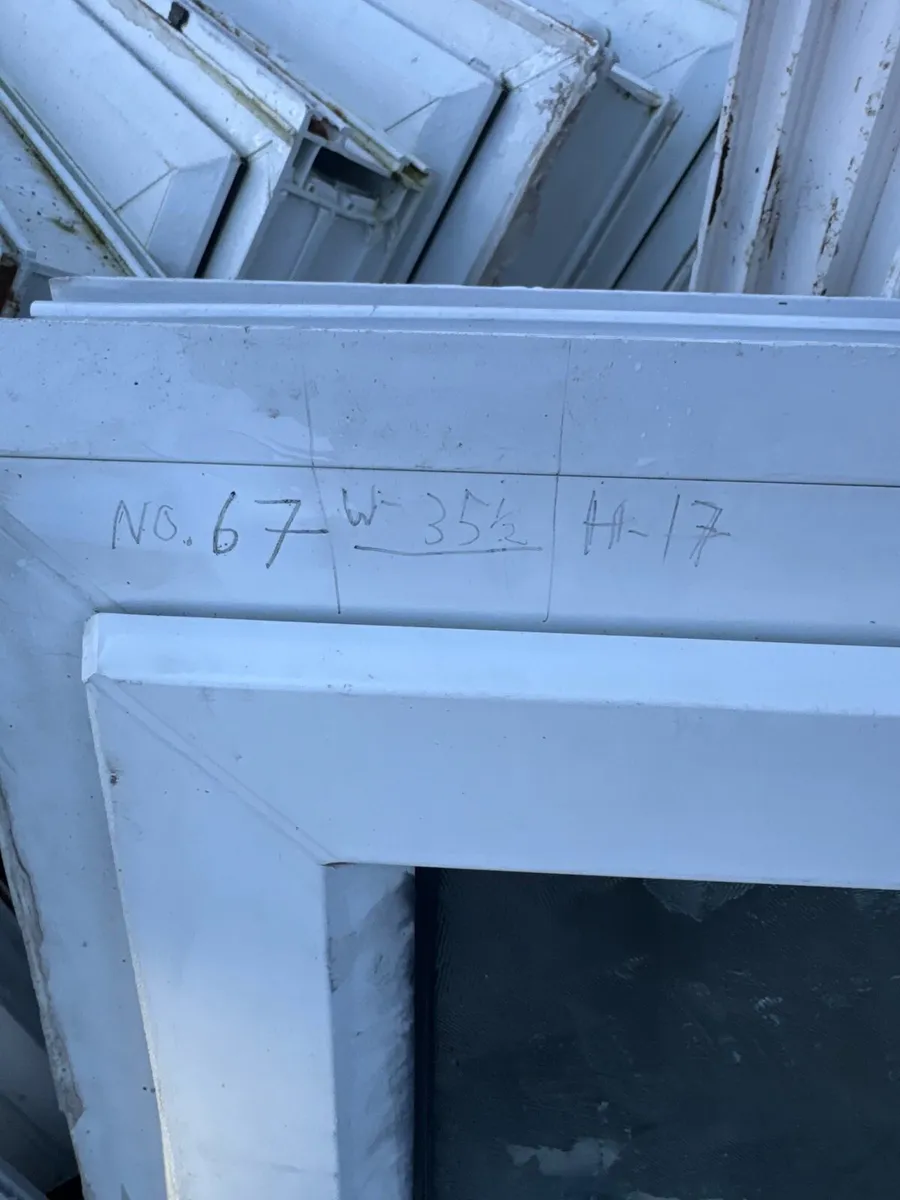 NO. 67- W- 35½ H-17